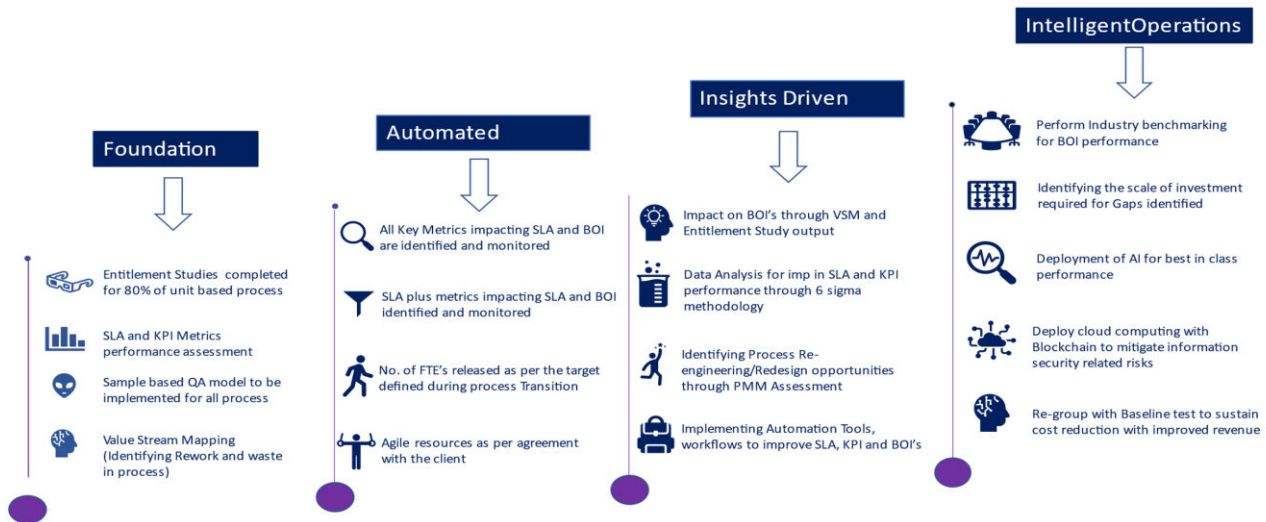 Foundation
Entitlement Studies completed
for 80% of unit based process
SLA and KPI Metrics
performance assessment
Sample based QA model to be
implemented for all process
Value Stream Mapping
(Identifying Rework and waste
in process)
Automated
All Key Metrics impacting SLA and BOI
are identified and monitored
SLA plus metrics impacting SLA and BOI
identified and monitored
No. of FTE's released as per the target
defined during process Transition
Agile resources as per agreement
with the client
Insights Driven
Impact on BOI's through VSM and
Entitlement Study output
Data Analysis for imp in SLA and KPI
performance through 6 sigma
methodology
Identifying Process Re-
engineering/Redesign opportunities
through PMM Assessment
Implementing Automation Tools,
workflows to improve SLA, KPI and BOI's
IntelligentOperations
Perform Industry benchmarking
for BOI performance
Identifying the scale of investment
required for Gaps identified
Deployment of AI for best in class
performance
Deploy cloud computing with
Blockchain to mitigate information
security related risks
Re-group with Baseline test to sustain
cost reduction with improved revenue